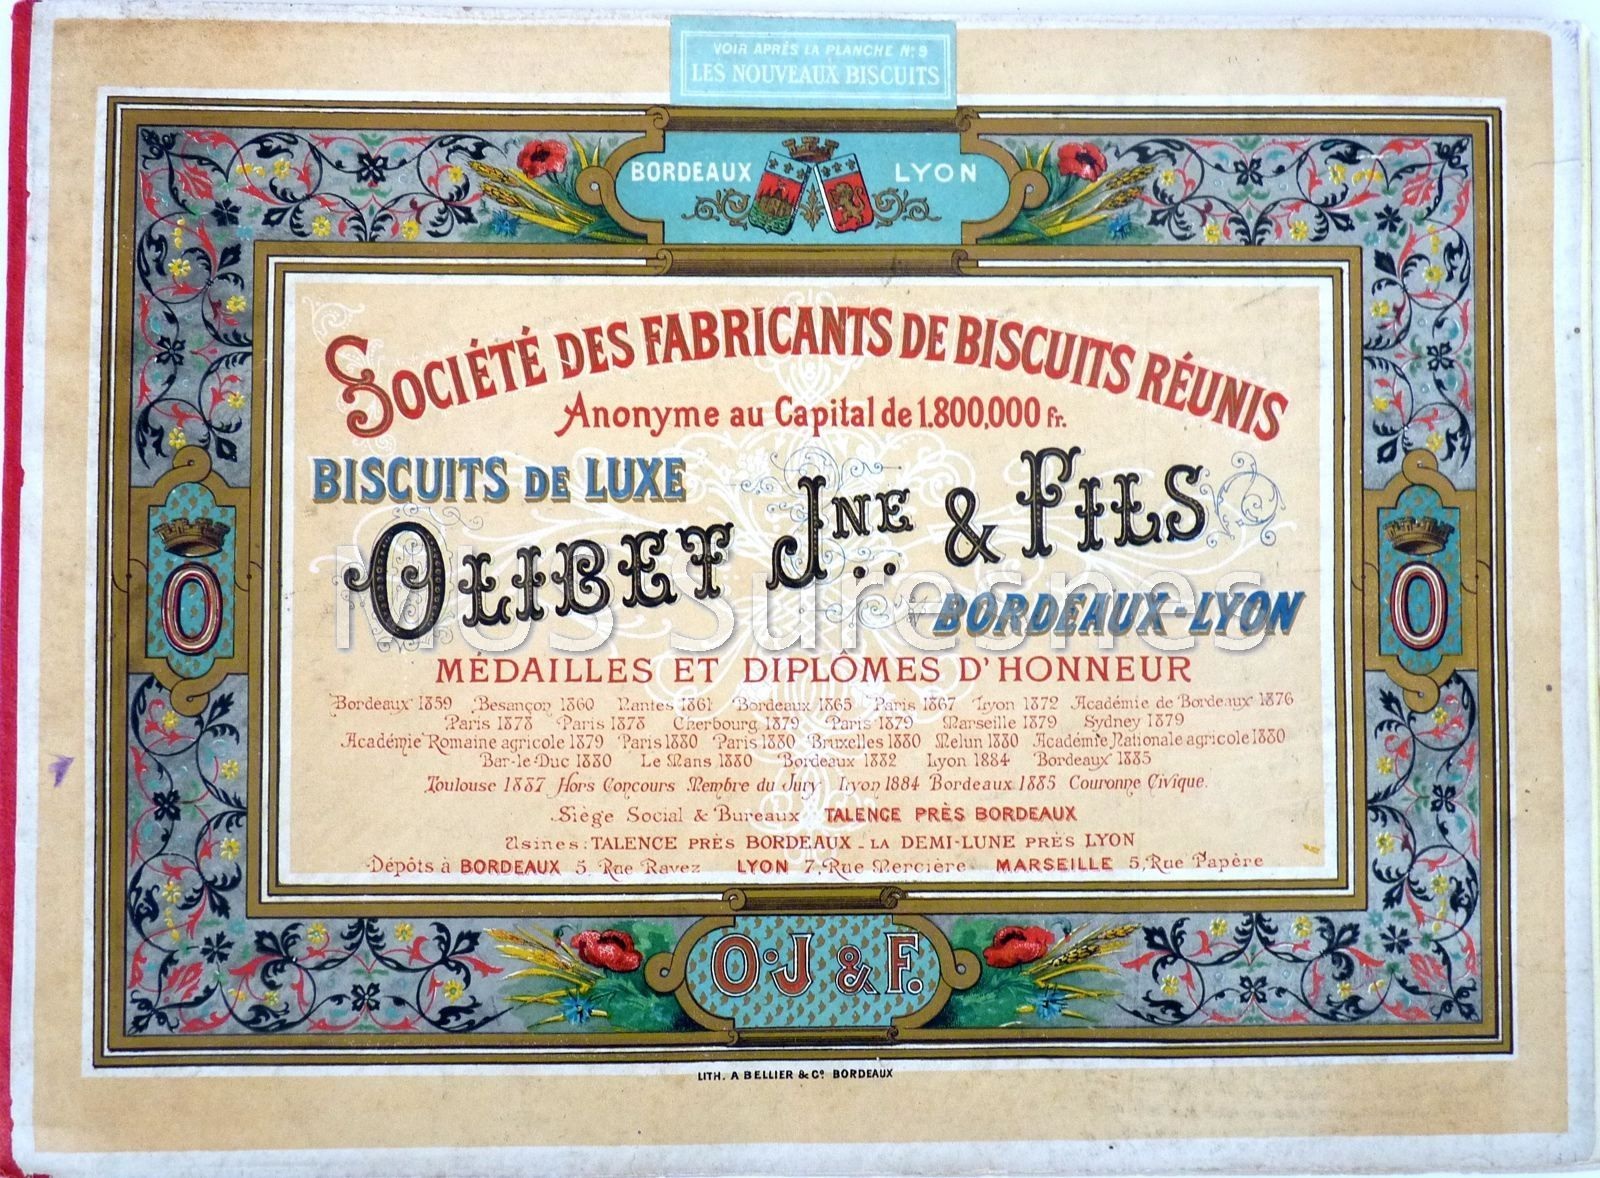 VOIR APRÈS LA PLANCHE Nº 9
LES NOUVEAUX BISCUITS
BORDEAUX LYON
SOCIÉTÉ DES FABRICANTS DE BISCUITS RÉUNIS
Anonyme au Capital de 1.800,000 fr.
BISCUITS DE LUXE
OLIBET JNE & FILS
BORDEAUX-LYON
O
O
Mus Suresnes
MÉDAILLES ET DIPLÔMES D'HONNEUR
Bordeaux 1859 Besançon 1860 Nantes 1861 Bordeaux 1865 Paris 1867 Lyon 1872 Académie de Bordeaux 1876
Paris 1878 Paris 1878 Cherbourg 1879 Paris 1879 Marseille 1879 Sydney 1879
Académie Romaine agricole 1879 Paris 1880 Paris 1880 Bruxelles 1880 Melun 1880 Académie Nationale agricole 1880
Bar-le-Duc 1880 Le Mans 1880 Bordeaux 1882 Lyon 1884 Bordeaux 1885
Toulouse 1887 Hors Concours Membre du Jury Lyon 1884 Bordeaux 1885 Couronne Civique.
Siège Social & Bureaux TALENCE PRÈS BORDEAUX
Usines: TALENCE PRÈS BORDEAUX - LA DEMI-LUNE PRÈS LYON
Dépôts à BORDEAUX 5, Rue Ravez LYON 7, Rue Mercière MARSEILLE 5, Rue Papère
O. J & F.
LITH. A BELLIER & Cº BORDEAUX